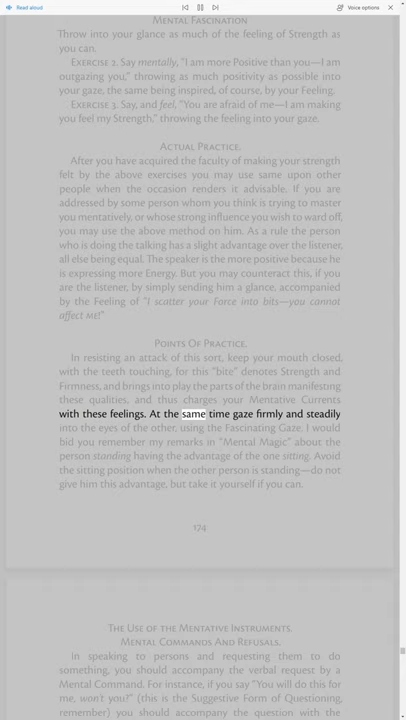 Read aloud
Voice options
Mental Fascination
Throw into your glance as much of the feeling of Strength as
you can.
Exercise 2. Say mentally, "I am more Positive than you—I am
outgazing you," throwing as much positivity as possible into
your gaze, the same being inspired, of course, by your Feeling.
Exercise 3. Say, and feel, "You are afraid of me—I am making
you feel my Strength," throwing the feeling into your gaze.
Actual Practice.
After you have acquired the faculty of making your strength
felt by the above exercises you may use same upon other
people when the occasion renders it advisable. If you are
addressed by some person whom you think is trying to master
you mentatively, or whose strong influence you wish to ward off,
you may use the above method on him. As a rule the person
who is doing the talking has a slight advantage over the listener,
all else being equal. The speaker is the more positive because he
is expressing more Energy. But you may counteract this, if you
are the listener, by simply sending him a glance, accompanied
by the Feeling of "I scatter your Force into bits—you cannot
affect me!"
Points Of Practice.
In resisting an attack of this sort, keep your mouth closed,
with the teeth touching, for this "bite" denotes Strength and
Firmness, and brings into play the parts of the brain manifesting
these qualities, and thus charges your Mentative Currents
with these feelings. At the same time gaze firmly and steadily
into the eyes of the other, using the Fascinating Gaze. I would
bid you remember my remarks in "Mental Magic" about the
person standing having the advantage of the one sitting. Avoid
the sitting position when the other person is standing—do not
give him this advantage, but take it yourself if you can.
174
The Use of the Mentative Instruments.
Mental Commands And Refusals.
In speaking to persons and requesting them to do
something, you should accompany the verbal request by a
Mental Command. For instance, if you say "You will do this for
me, won't you?" (this is the Suggestive Form of Questioning,
remember) you should accompany the question with the